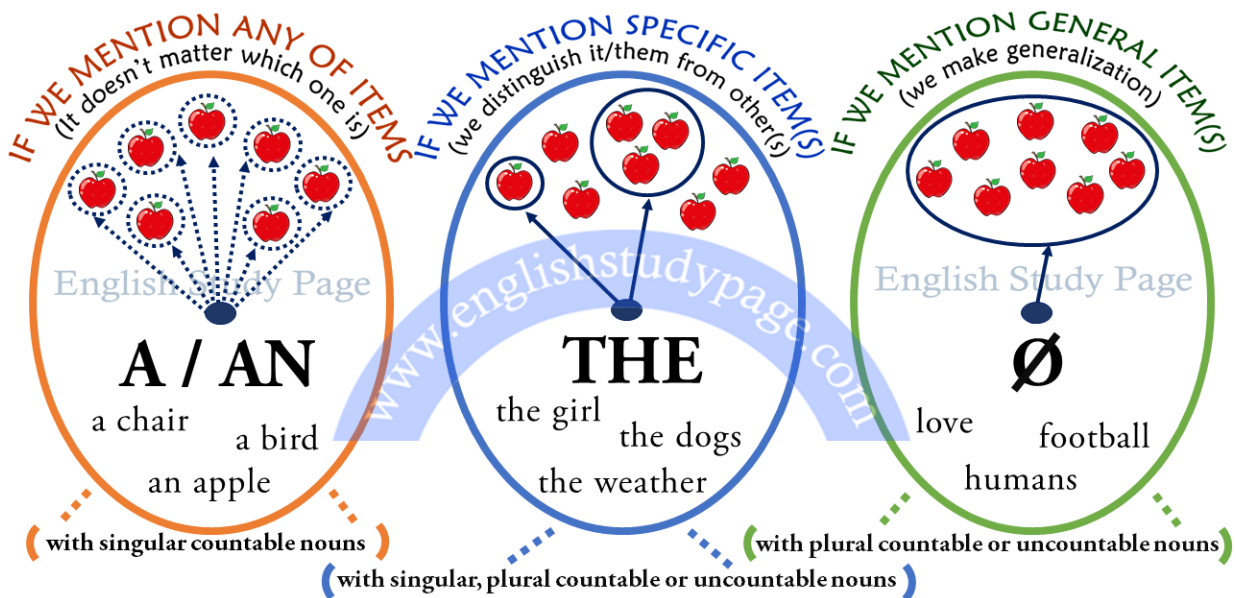 IF WE MENTION ANY OF ITEMS
(It doesn't matter which one is)
English Study Page
A / AN
a chair
a bird
an apple
(with singular countable nouns)
IF WE MENTION SPECIFIC ITEM(S)
(we distinguish it/them from other(s)
www.englishstudypage.com
THE
the girl
the dogs
the weather
(with singular, plural countable or uncountable nouns)
IF WE MENTION GENERAL ITEM(S)
(we make generalization)
English Study Page
Ø
love
football
humans
(with plural countable or uncountable nouns)